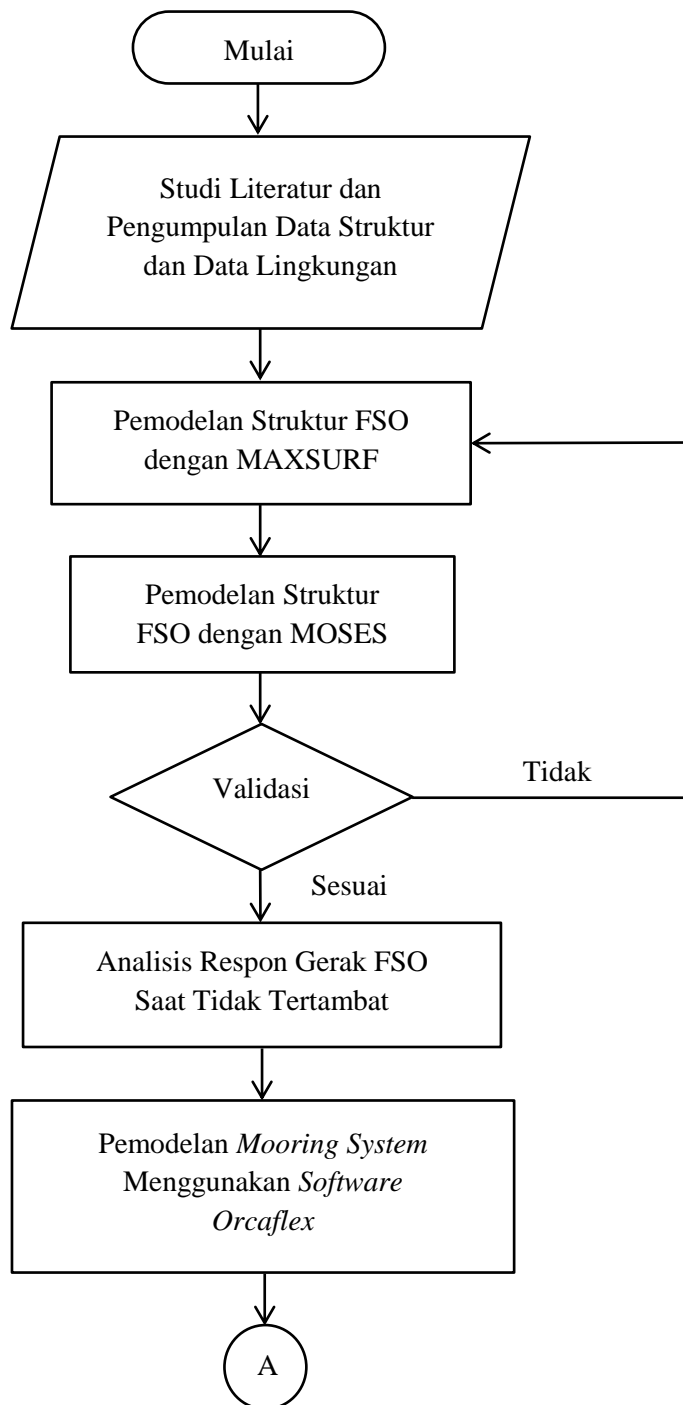 Mulai
Studi Literatur dan
Pengumpulan Data Struktur
dan Data Lingkungan
Pemodelan Struktur FSO
dengan MAXSURF
Pemodelan Struktur
FSO dengan MOSES
Validasi
Tidak
Sesuai
Analisis Respon Gerak FSO
Saat Tidak Tertambat
Pemodelan Mooring System
Menggunakan Software
Orcaflex
A